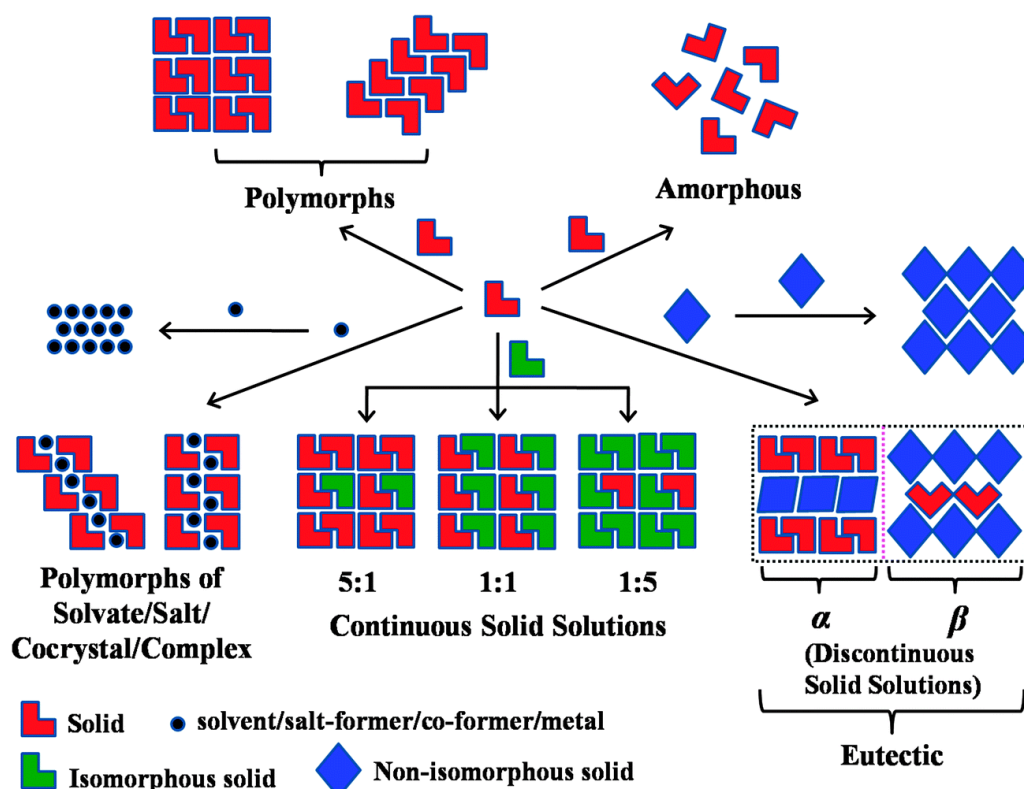 Polymorphs
Amorphous
Polymorphs of
Solvate/Salt/
Cocrystal/Complex
5:1
1:1
1:5
Continuous Solid Solutions
α
β
(Discontinuous
Solid Solutions)
Eutectic
Solid
solvent/salt-former/co-former/metal
Isomorphous solid
Non-isomorphous solid